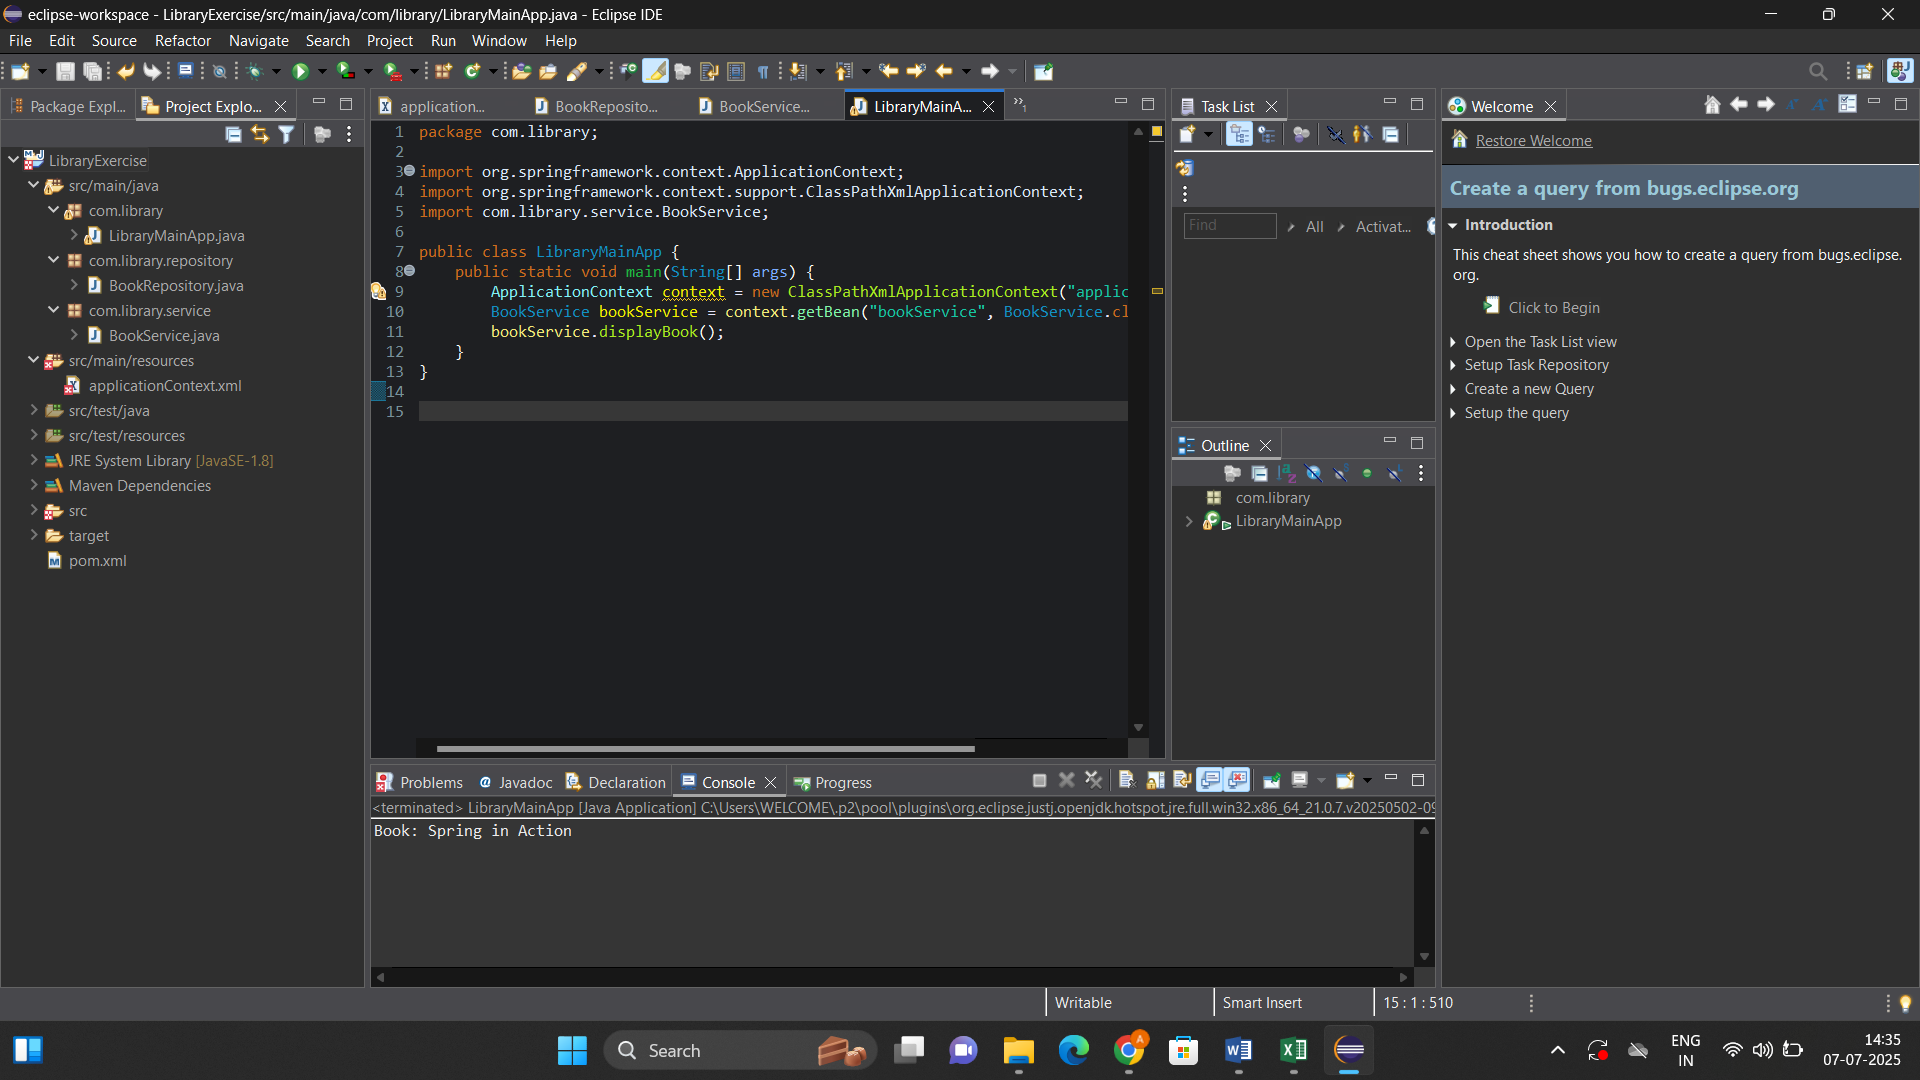 eclipse-workspace - LibraryExercise/src/main/java/com/library/LibraryMainApp.java - Eclipse IDE
File Edit Source Refactor Navigate Search Project Run Window Help
Package Expl...
Project Explo...
LibraryExercise
src/main/java
com.library
LibraryMainApp.java
com.library.repository
BookRepository.java
com.library.service
BookService.java
src/main/resources
applicationContext.xml
src/test/java
src/test/resources
JRE System Library [JavaSE-1.8]
Maven Dependencies
src
target
pom.xml
application...
BookReposito...
BookService...
LibraryMainA...
»1
1 package com.library;
2
3 import org.springframework.context.ApplicationContext;
4 import org.springframework.context.support.ClassPathXmlApplicationContext;
5 import com.library.service.BookService;
6
7 public class LibraryMainApp {
8 public static void main(String[] args) {
9 ApplicationContext context = new ClassPathXmlApplicationContext("applic
10 BookService bookService = context.getBean("bookService", BookService.cl
11 bookService.displayBook();
12 }
13 }
14
15
Task List
Find
All
Activat...
Outline
com.library
LibraryMainApp
Welcome
Restore Welcome
Create a query from bugs.eclipse.org
Introduction
This cheat sheet shows you how to create a query from bugs.eclipse.
org.
Click to Begin
Open the Task List view
Setup Task Repository
Create a new Query
Setup the query
Problems @ Javadoc Declaration Console Progress
<terminated> LibraryMainApp [Java Application] C:\Users\WELCOME\.p2\pool\plugins\org.eclipse.justj.openjdk.hotspot.jre.full.win32.x86_64_21.0.7.v20250502-09
Book: Spring in Action
Writable
Smart Insert
15 : 1 : 510
Search
A
ENG
IN
14:35
07-07-2025